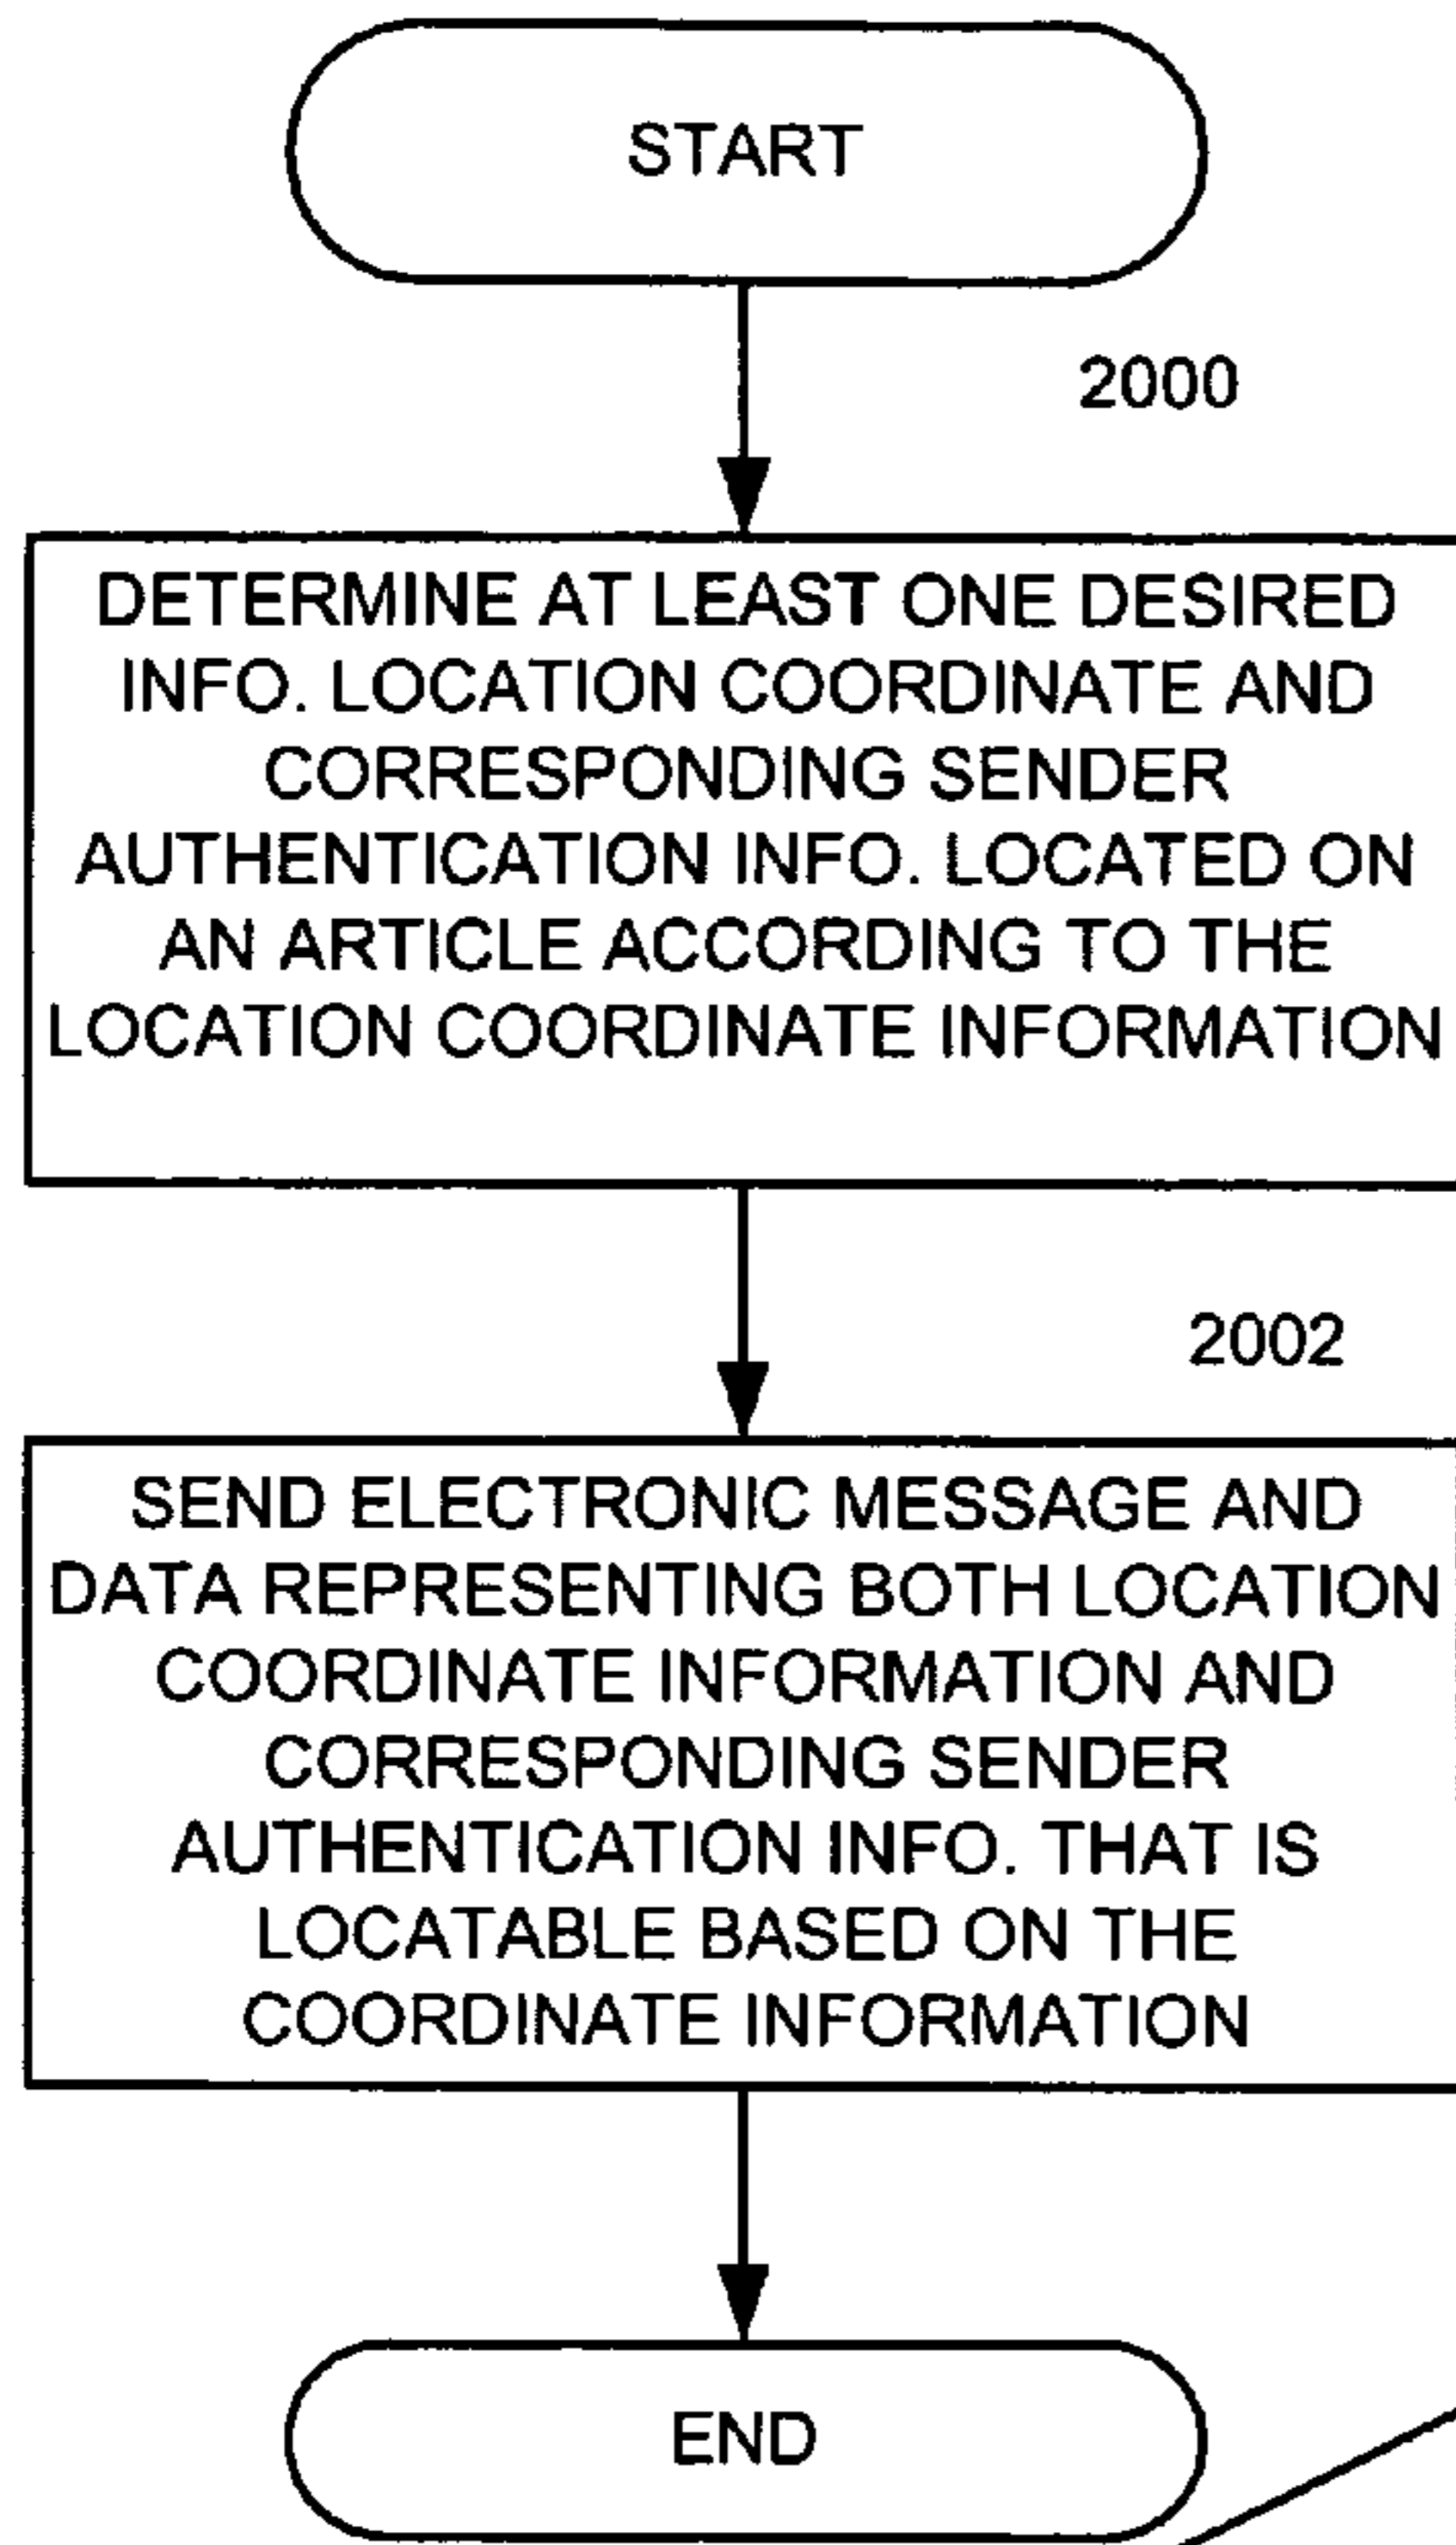 START
2000
DETERMINE AT LEAST ONE DESIRED
INFO. LOCATION COORDINATE AND
CORRESPONDING SENDER
AUTHENTICATION INFO. LOCATED ON
AN ARTICLE ACCORDING TO THE
LOCATION COORDINATE INFORMATION
2002
SEND ELECTRONIC MESSAGE AND
DATA REPRESENTING BOTH LOCATION
COORDINATE INFORMATION AND
CORRESPONDING SENDER
AUTHENTICATION INFO. THAT IS
LOCATABLE BASED ON THE
COORDINATE INFORMATION
END